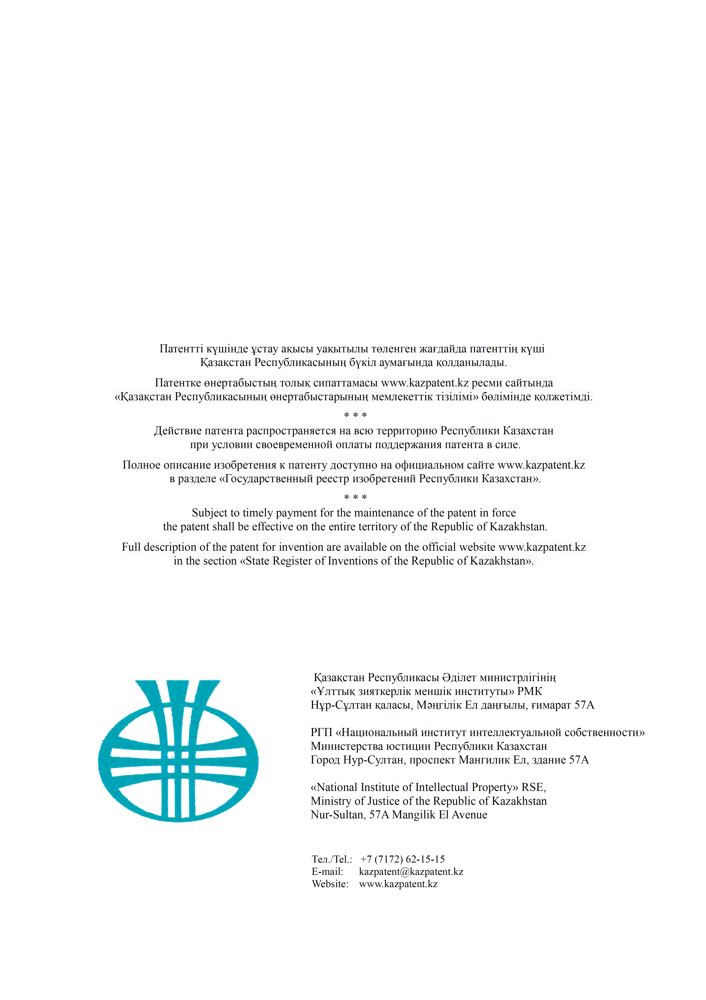 Патентті күшінде ұстау ақысы уақытылы төленген жағдайда патенттің күші
Қазақстан Республикасының бүкіл аумағында қолданылады.
Патентке өнертабыстың толық сипаттамасы www.kazpatent.kz ресми сайтында
«Қазақстан Республикасының өнертабыстарының мемлекеттік тізілімі» бөлімінде қолжетімді.
* * *
Действие патента распространяется на всю территорию Республики Казахстан
при условии своевременной оплаты поддержания патента в силе.
Полное описание изобретения к патенту доступно на официальном сайте www.kazpatent.kz
в разделе «Государственный реестр изобретений Республики Казахстан».
* * *
Subject to timely payment for the maintenance of the patent in force
the patent shall be effective on the entire territory of the Republic of Kazakhstan.
Full description of the patent for invention are available on the official website www.kazpatent.kz
in the section «State Register of Inventions of the Republic of Kazakhstan».
Қазақстан Республикасы Әділет министрлігінің
«Ұлттық зияткерлік меншік институты» РМК
Нұр-Сұлтан қаласы, Мәңгілік Ел даңғылы, ғимарат 57А
РГП «Национальный институт интеллектуальной собственности»
Министерства юстиции Республики Казахстан
Город Нур-Султан, проспект Мангилик Ел, здание 57А
«National Institute of Intellectual Property» RSE,
Ministry of Justice of the Republic of Kazakhstan
Nur-Sultan, 57A Mangilik El Avenue
Тел./Tel.: +7 (7172) 62-15-15
E-mail: kazpatent@kazpatent.kz
Website: www.kazpatent.kz